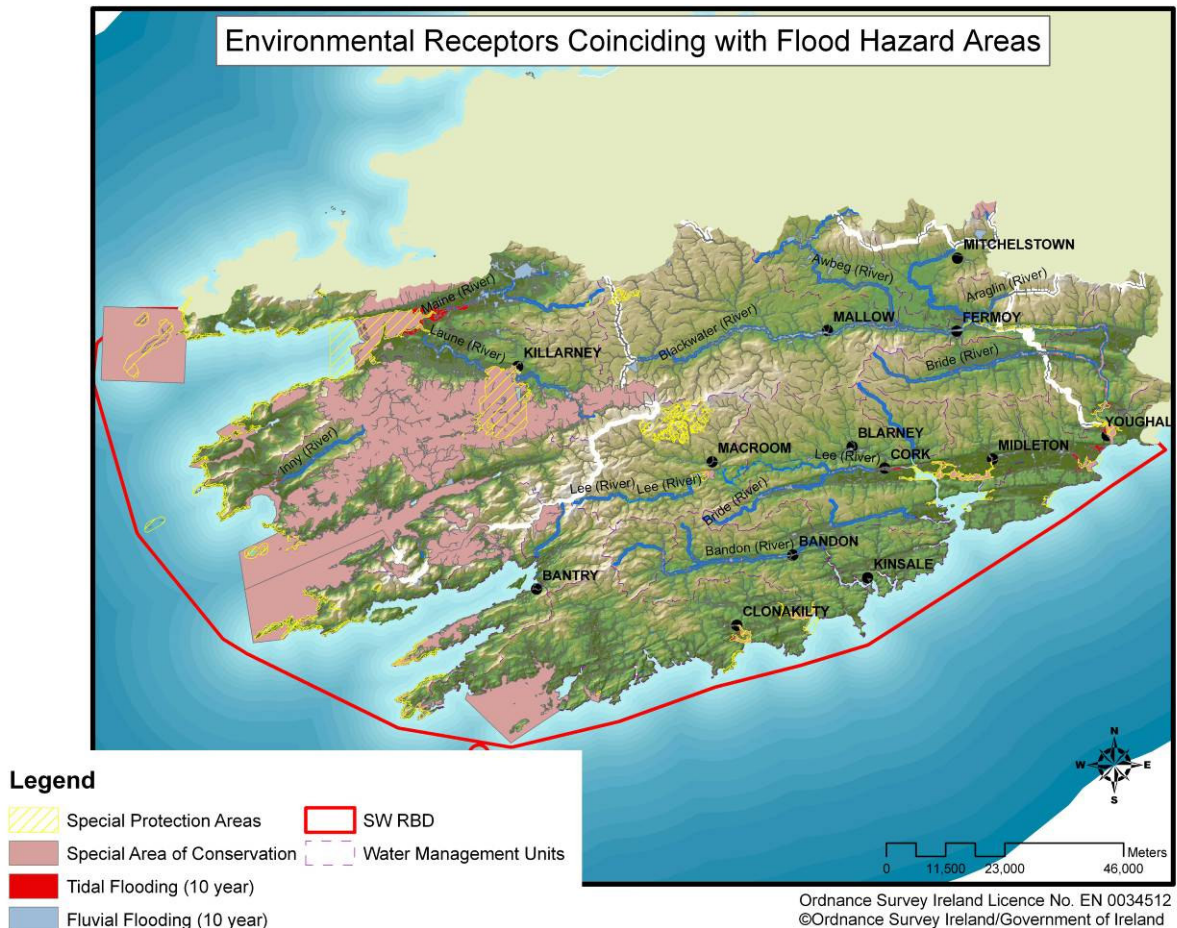 Environmental Receptors Coinciding with Flood Hazard Areas
MITCHELSTOWN
Awbeg (River)
Araglin (River)
Maine (River)
MALLOW
FERMOY
Blackwater (River)
Laune (River)
KILLARNEY
Bride (River)
YOUGHAL
BLARNEY
MACROOM
Lee (River)
CORK
MIDLETON
Inny (River)
Lee (River)
Lee (River)
Bride (River)
Bandon (River)
BANDON
KINSALE
BANTRY
CLONAKILTY
N
W
E
S
Legend
Special Protection Areas
SW RBD
Special Area of Conservation
Water Management Units
Tidal Flooding (10 year)
Fluvial Flooding (10 year)
Meters
0 11,500 23,000 46,000
Ordnance Survey Ireland Licence No. EN 0034512
©Ordnance Survey Ireland/Government of Ireland